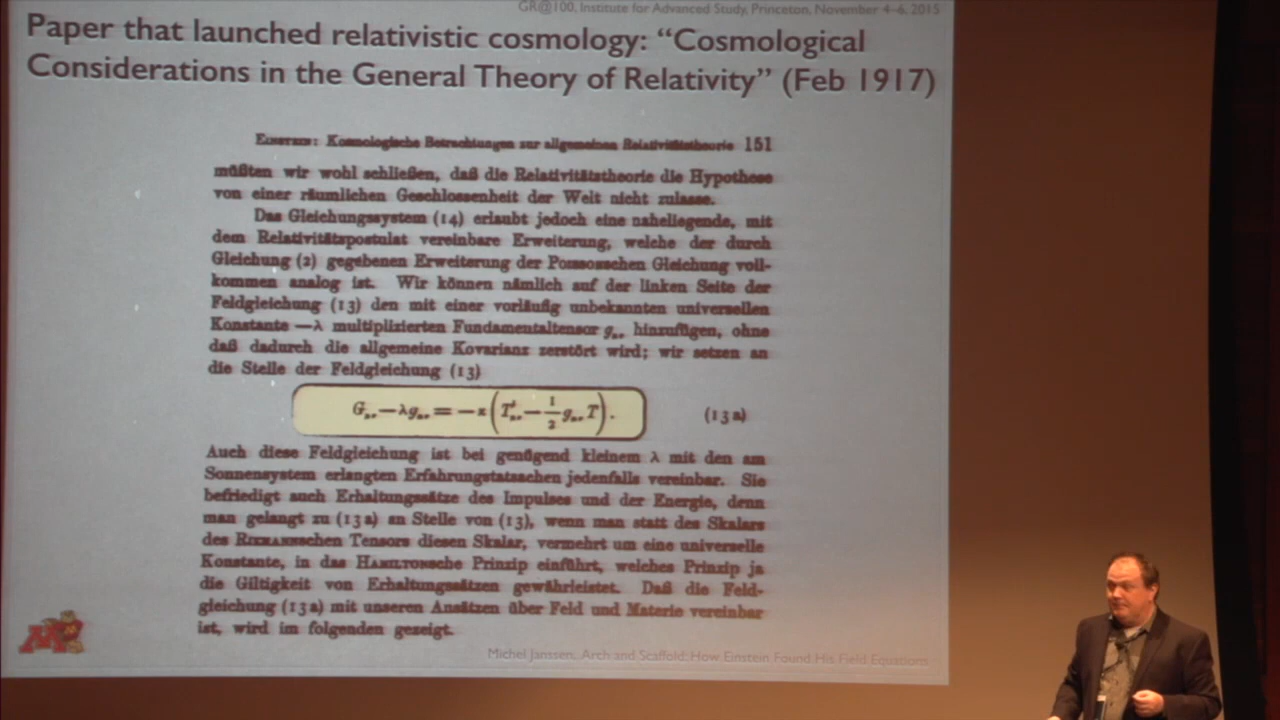 GR@100, Institute for Advanced Study, Princeton, November 4-6, 2015
Paper that launched relativistic cosmology: “Cosmological
Considerations in the General Theory of Relativity” (Feb 1917)
Einstein: Kosmologische Betrachtungen zur allgemeinen Relativitätstheorie 151
müßten wir wohl schließen, daß die Relativitätstheorie die Hypothese
von einer räumlichen Geschlossenheit der Welt nicht zulasse.
Das Gleichungssystem (14) erlaubt jedoch eine naheliegende, mit
dem Relativitätspostulat vereinbare Erweiterung, welche der durch
Gleichung (2) gegebenen Erweiterung der Poissonschen Gleichung voll-
kommen analog ist. Wir können nämlich auf der linken Seite der
Feldgleichung (13) den mit einer vorläufig unbekannten universellen
Konstante —λ multiplizierten Fundamentaltensor gμν hinzufügen, ohne
daß dadurch die allgemeine Kovarianz zerstört wird; wir setzen an
die Stelle der Feldgleichung (13)
Gμν — λgμν = —κ(Tμν — 1/2 gμν T). (13a)
Auch diese Feldgleichung ist bei genügend kleinem λ mit den am
Sonnensystem erlangten Erfahrungstatsachen jedenfalls vereinbar. Sie
befriedigt auch Erhaltungssätze des Impulses und der Energie, denn
man gelangt zu (13a) an Stelle von (13), wenn man statt des Skalars
des Riemannschen Tensors diesen Skalar, vermehrt um eine universelle
Konstante, in das Hamiltonsche Prinzip einführt, welches Prinzip ja
die Giltigkeit von Erhaltungssätzen gewährleistet. Daß die Feld-
gleichung (13a) mit unseren Ansätzen über Feld und Materie vereinbar
ist, wird im folgenden gezeigt.
M
Michel Janssen, Arch and Scaffold: How Einstein Found His Field Equations